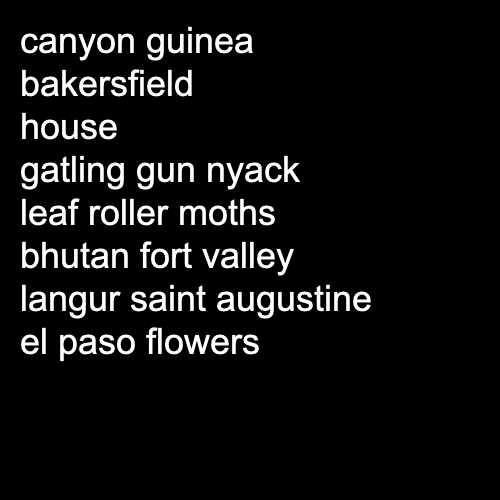 canyon guinea
bakersfield
house
gatling gun nyack
leaf roller moths
bhutan fort valley
langur saint augustine
el paso flowers